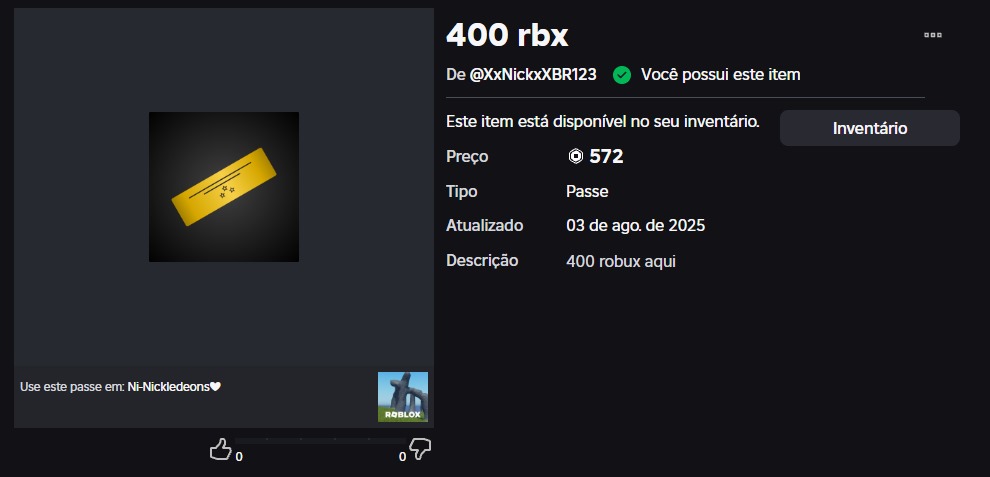 400 rbx
De @XxNickxXBR123 Você possui este item
Este item está disponível no seu inventário.
Inventário
Preço 572
Tipo Passe
Atualizado 03 de ago. de 2025
Descrição 400 robux aqui
Use este passe em: Ni-Nickledeons🖤
ROBLOX
0 0